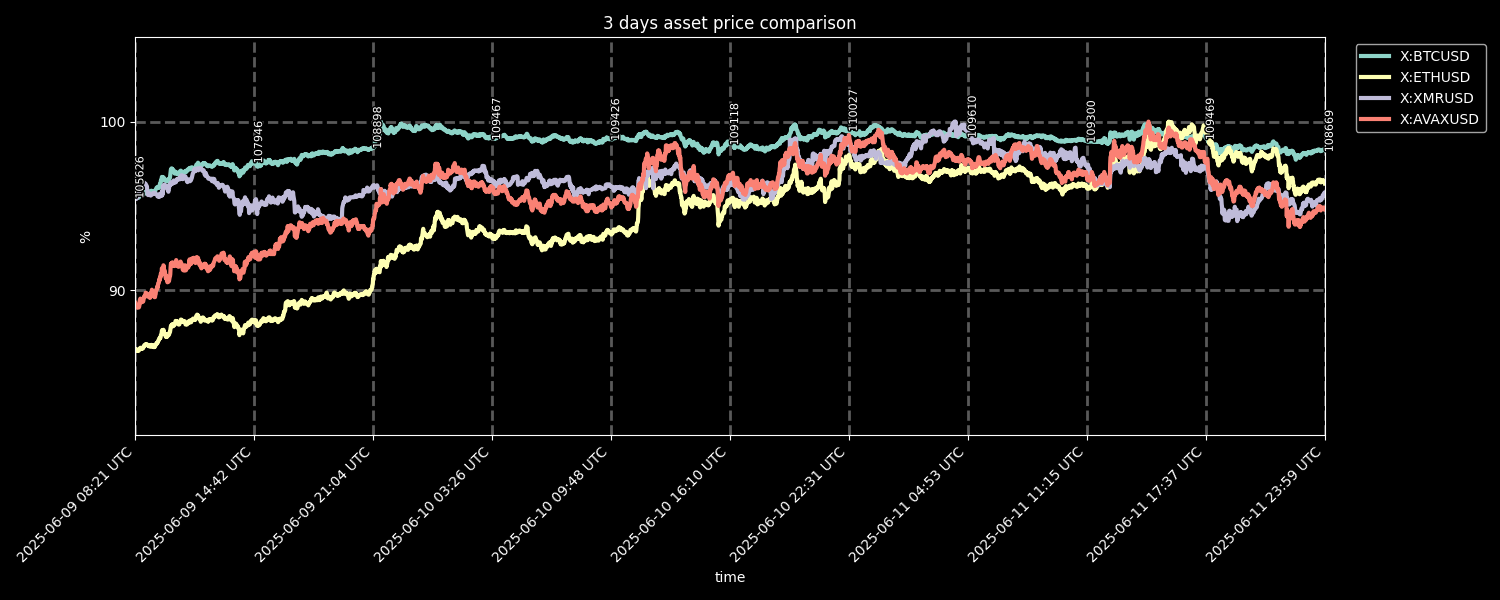 3 days asset price comparison
X:BTCUSD
X:ETHUSD
X:XMRUSD
X:AVAXUSD
100
90
%
105626
107946
108898
109467
109426
109118
110027
109610
109300
109469
108669
2025-06-09 08:21 UTC
2025-06-09 14:42 UTC
2025-06-09 21:04 UTC
2025-06-10 03:26 UTC
2025-06-10 09:48 UTC
2025-06-10 16:10 UTC
2025-06-10 22:31 UTC
2025-06-11 04:53 UTC
2025-06-11 11:15 UTC
2025-06-11 17:37 UTC
2025-06-11 23:59 UTC
time